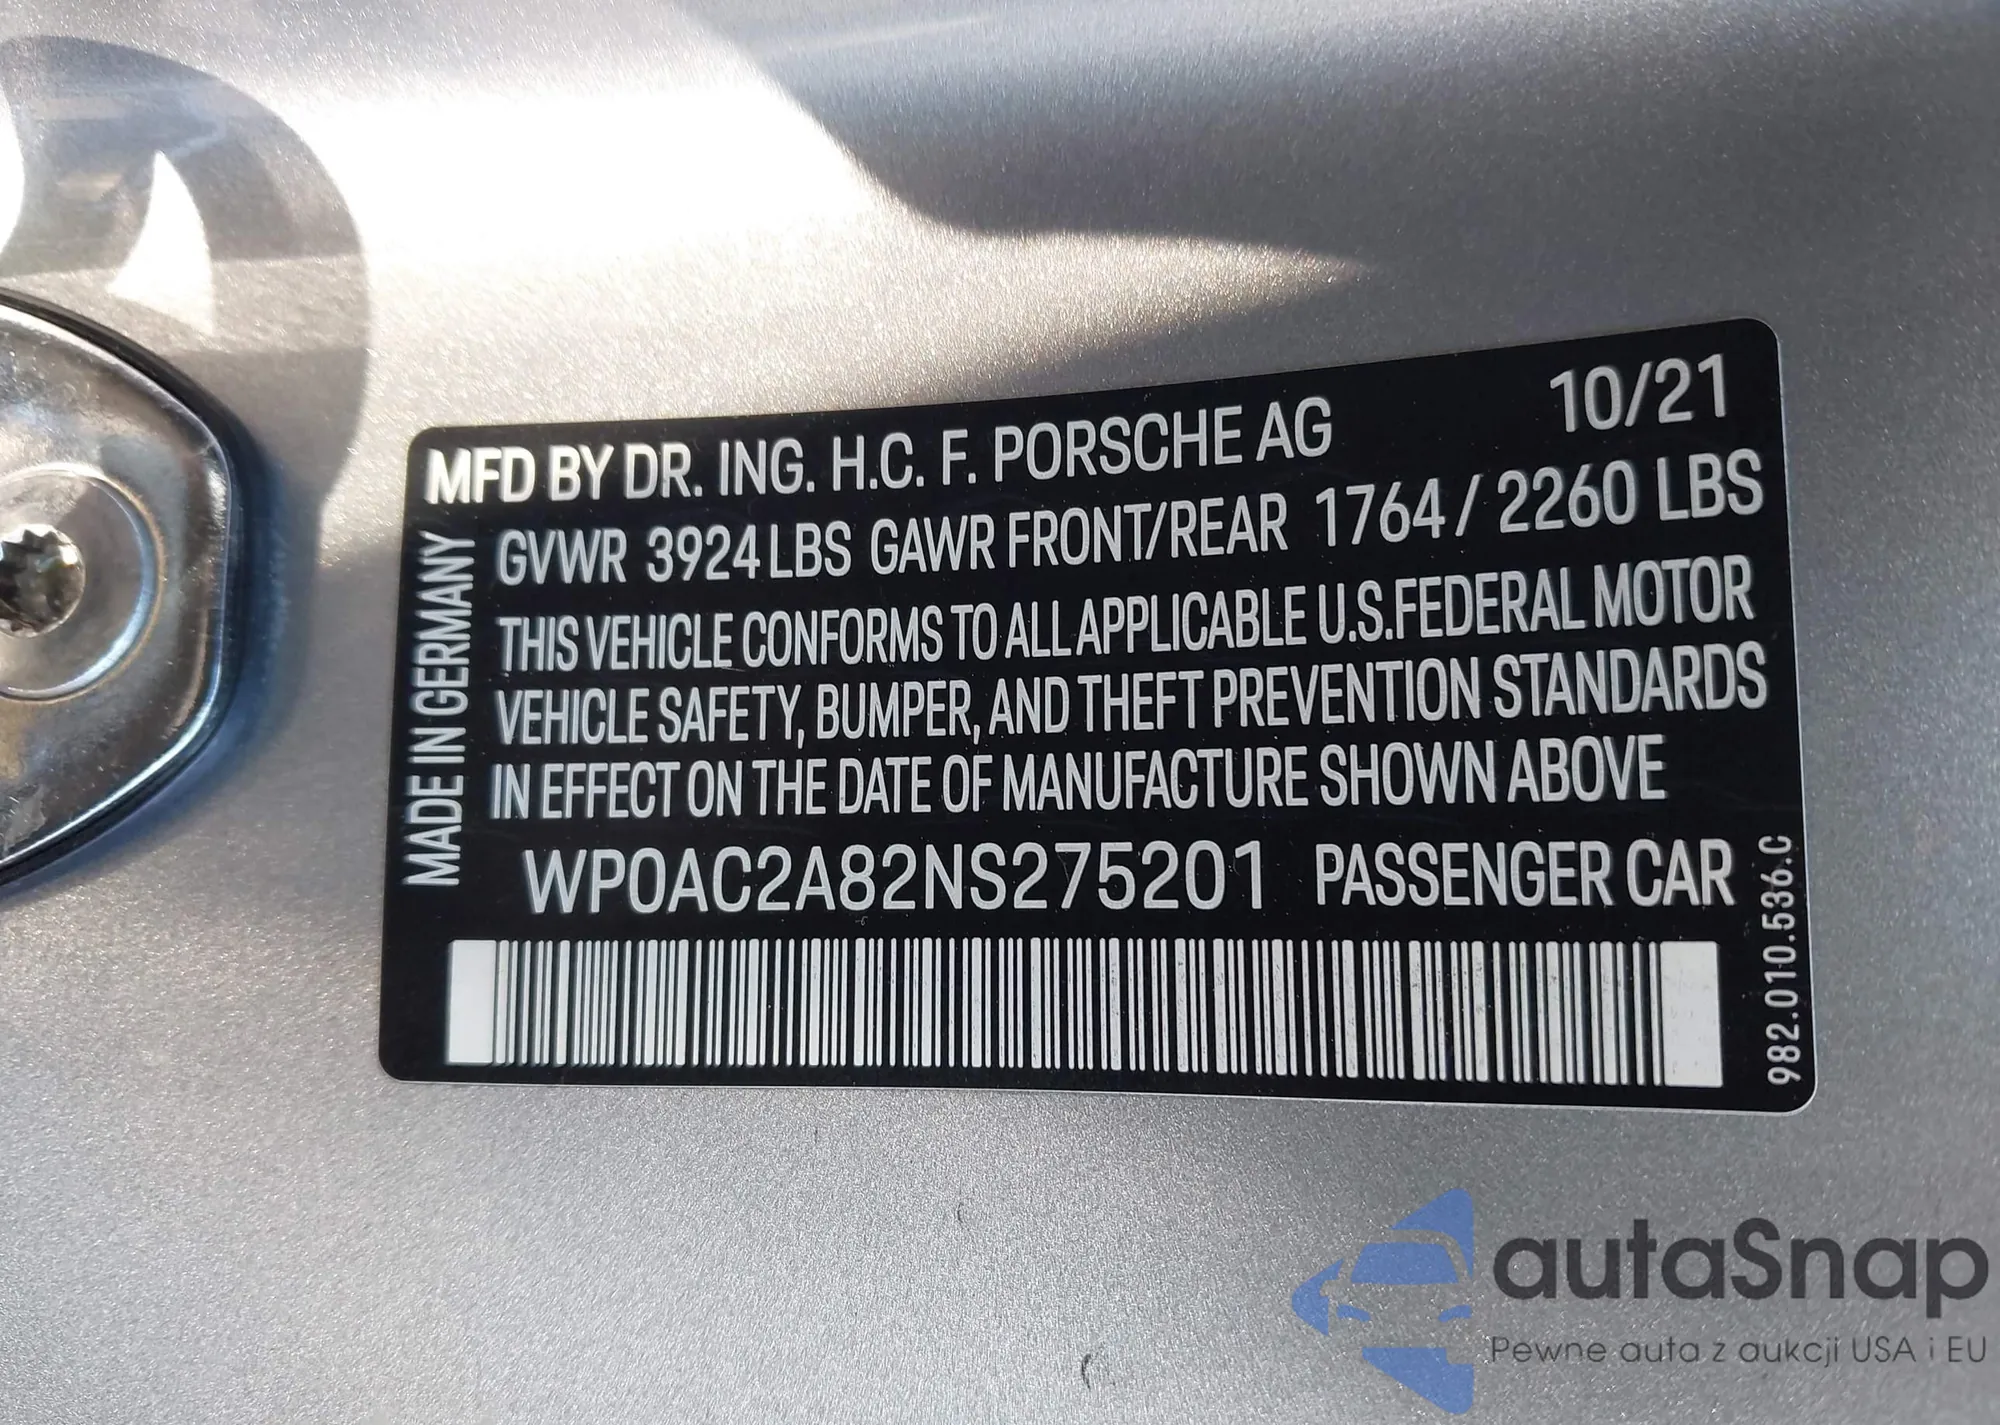 MFD BY DR. ING. H.C. F. PORSCHE AG 10/21
GVWR 3924 LBS GAWR FRONT/REAR 1764 / 2260 LBS
THIS VEHICLE CONFORMS TO ALL APPLICABLE U.S.FEDERAL MOTOR
VEHICLE SAFETY, BUMPER, AND THEFT PREVENTION STANDARDS
IN EFFECT ON THE DATE OF MANUFACTURE SHOWN ABOVE
WP0AC2A82NS275201 PASSENGER CAR
MADE IN GERMANY
982.010.536.C
autaSnap
Pewne auta z aukcji USA i EU